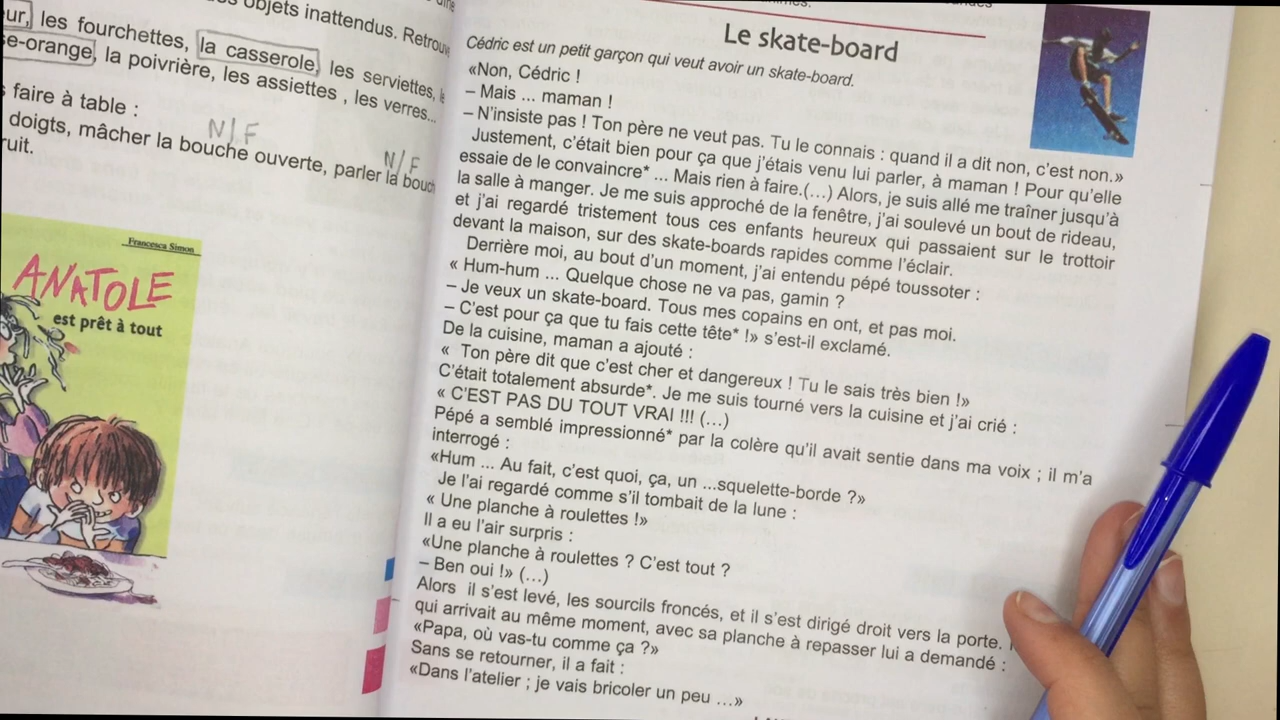 objets inattendus.
les fourchettes, la casserole, les serviettes,
se-orange, la poivrière, les assiettes , les verres...
faire à table :
N/F
doigts, mâcher la bouche ouverte, parler la
N/F
Francesca Simon
ANATOLE
est prêt à tout
Le skate-board
Cédric est un petit garçon qui veut avoir un skate-board.
«Non, Cédric !
– Mais ... maman !
– N'insiste pas ! Ton père ne veut pas. Tu le connais : quand il a dit non, c'est non.»
Justement, c'était bien pour ça que j'étais venu lui parler, à maman ! Pour qu'elle
essaie de le convaincre* ... Mais rien à faire.(...) Alors, je suis allé me traîner jusqu'à
la salle à manger. Je me suis approché de la fenêtre, j'ai soulevé un bout de rideau,
et j'ai regardé tristement tous ces enfants heureux qui passaient sur le trottoir
devant la maison, sur des skate-boards rapides comme l'éclair.
Derrière moi, au bout d'un moment, j'ai entendu pépé toussoter :
« Hum-hum ... Quelque chose ne va pas, gamin ?
– Je veux un skate-board. Tous mes copains en ont, et pas moi.
– C'est pour ça que tu fais cette tête* !» s'est-il exclamé.
De la cuisine, maman a ajouté :
« Ton père dit que c'est cher et dangereux ! Tu le sais très bien !»
C'était totalement absurde*. Je me suis tourné vers la cuisine et j'ai crié :
« C'EST PAS DU TOUT VRAI !!! (...)
Pépé a semblé impressionné* par la colère qu'il avait sentie dans ma voix ; il m'a
interrogé :
«Hum ... Au fait, c'est quoi, ça, un ...squelette-borde ?»
Je l'ai regardé comme s'il tombait de la lune :
« Une planche à roulettes !»
Il a eu l'air surpris :
«Une planche à roulettes ? C'est tout ?
– Ben oui !» (...)
Alors il s'est levé, les sourcils froncés, et il s'est dirigé droit vers la porte.
qui arrivait au même moment, avec sa planche à repasser lui a demandé :
«Papa, où vas-tu comme ça ?»
Sans se retourner, il a fait :
«Dans l'atelier ; je vais bricoler un peu ...»